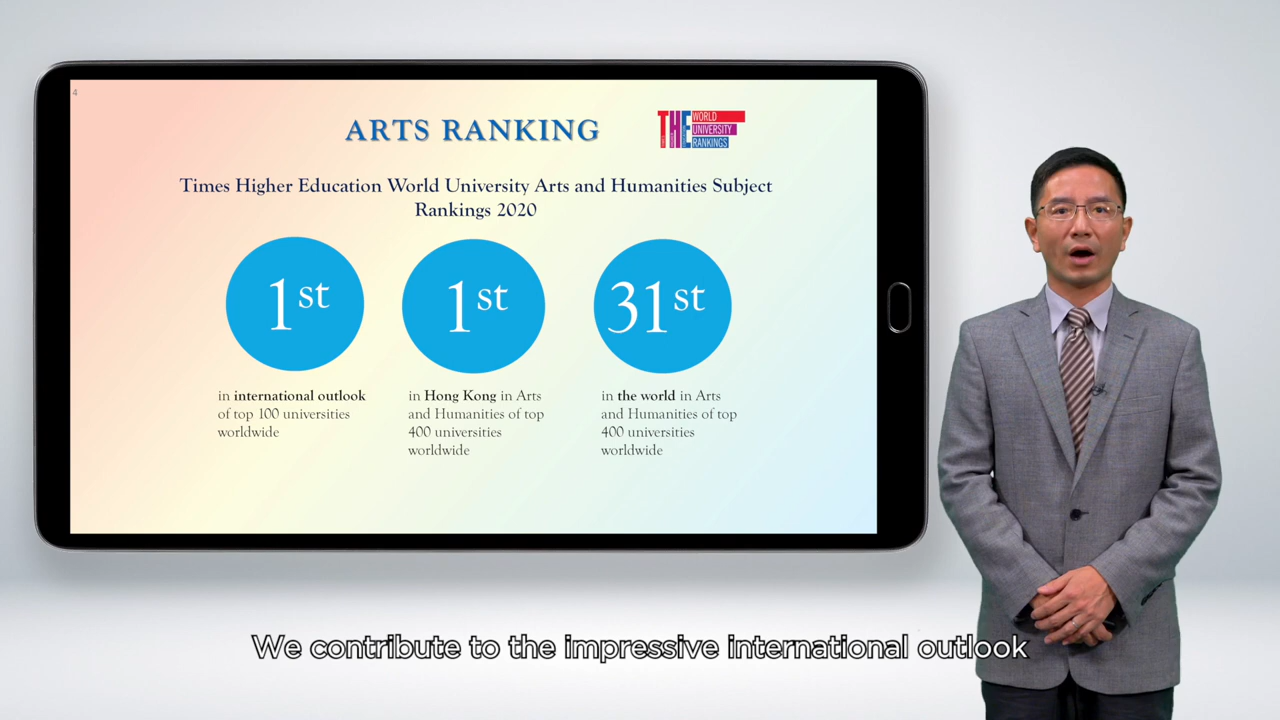 4
ARTS RANKING
THE
WORLD
UNIVERSITY
RANKINGS
Times Higher Education World University Arts and Humanities Subject
Rankings 2020
1st
1st
31st
in international outlook
of top 100 universities
worldwide
in Hong Kong in Arts
and Humanities of top
400 universities
worldwide
in the world in Arts
and Humanities of top
400 universities
worldwide
We contribute to the impressive international outlook